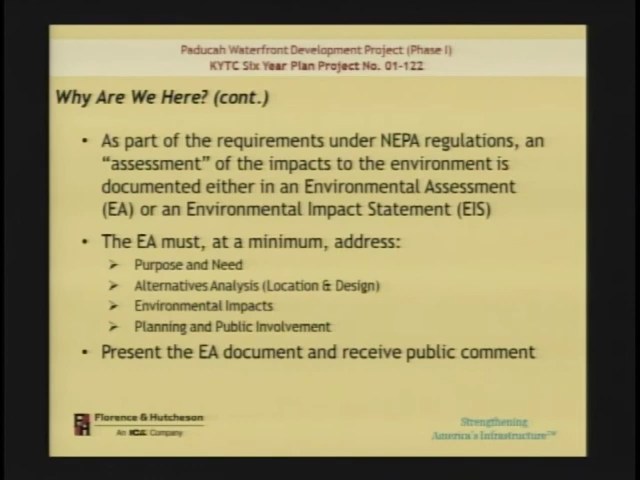 Paducah Waterfront Development Project (Phase I)
KYTC Six Year Plan Project No. 01-122
Why Are We Here? (cont.)
• As part of the requirements under NEPA regulations, an
“assessment” of the impacts to the environment is
documented either in an Environmental Assessment
(EA) or an Environmental Impact Statement (EIS)
• The EA must, at a minimum, address:
➢ Purpose and Need
➢ Alternatives Analysis (Location & Design)
➢ Environmental Impacts
➢ Planning and Public Involvement
• Present the EA document and receive public comment
Florence & Hutcheson
An ICA Company
Strengthening
America's Infrastructure™